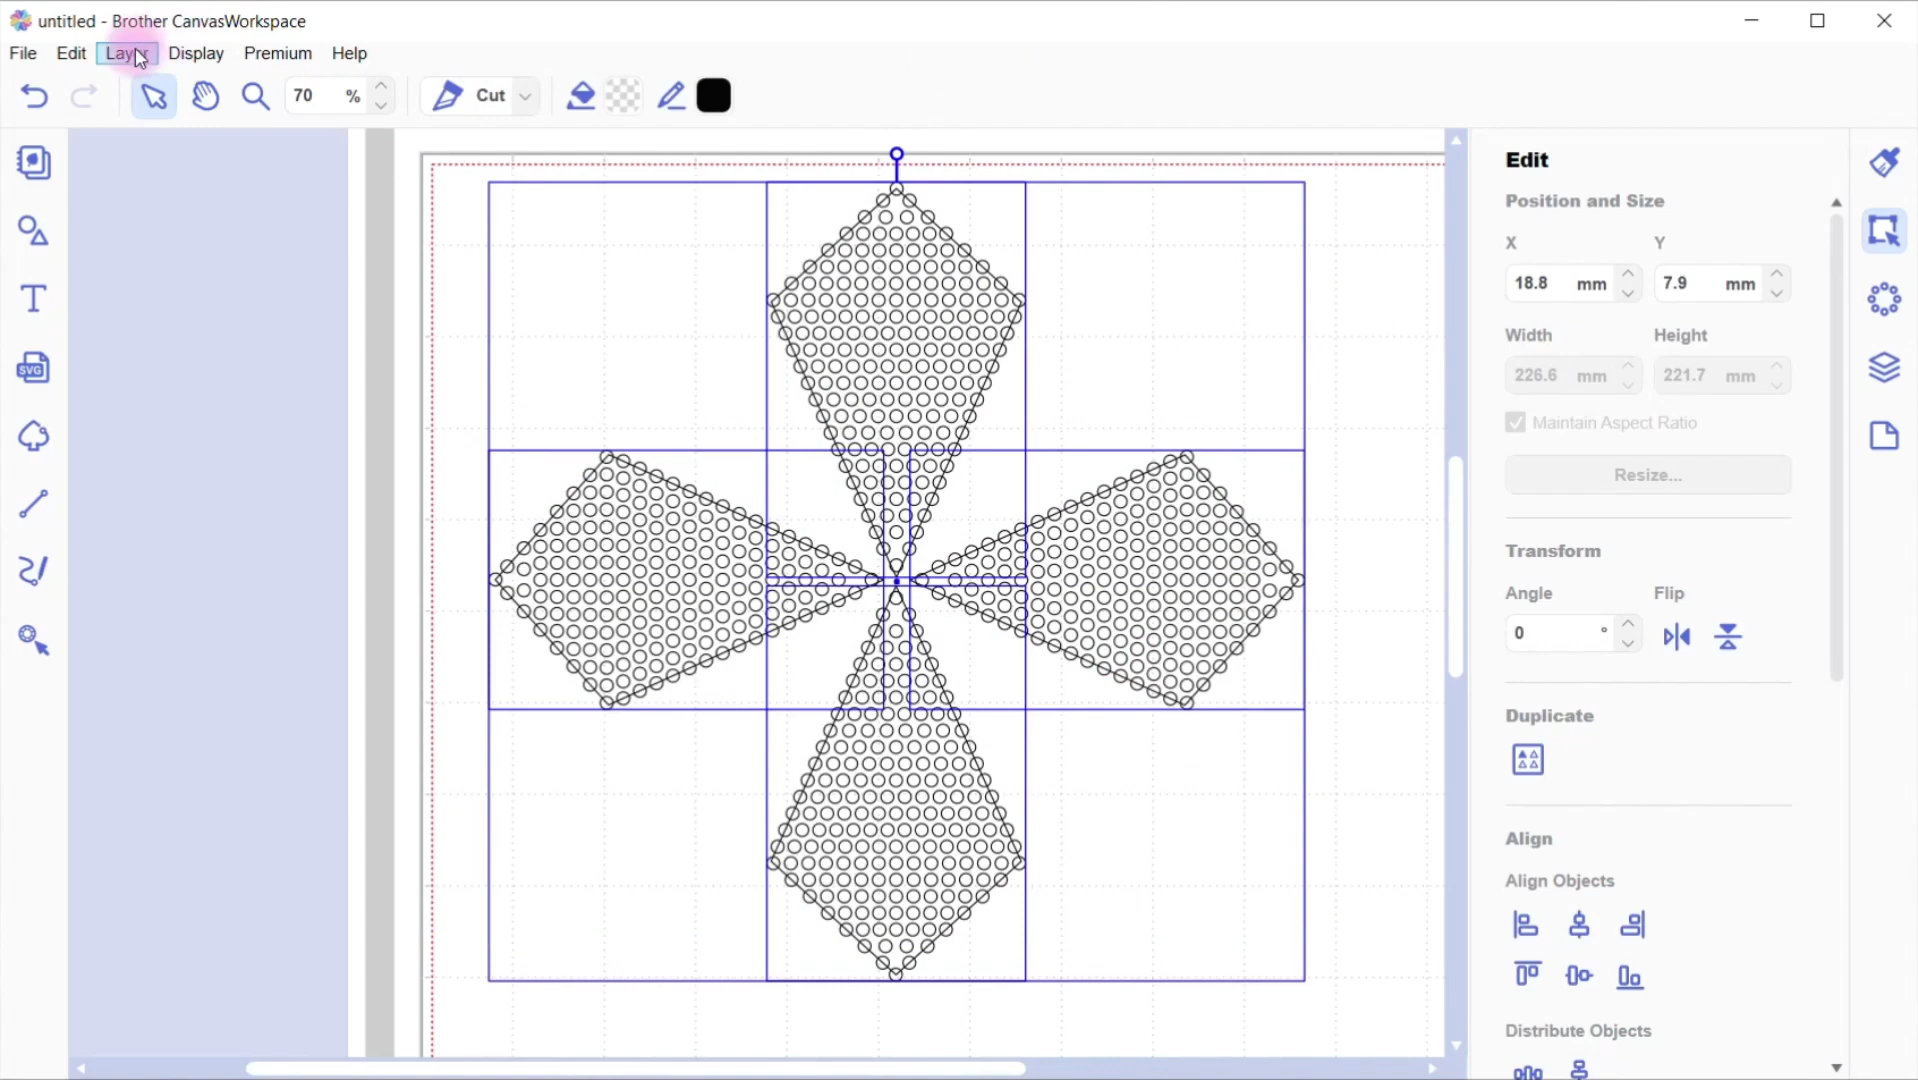 untitled - Brother CanvasWorkspace
File Edit Layer Display Premium Help
70 % Cut
SVG
Edit
Position and Size
X Y
18.8 mm 7.9 mm
Width Height
226.6 mm 221.7 mm
Maintain Aspect Ratio
Resize...
Transform
Angle Flip
0 °
Duplicate
Align
Align Objects
Distribute Objects